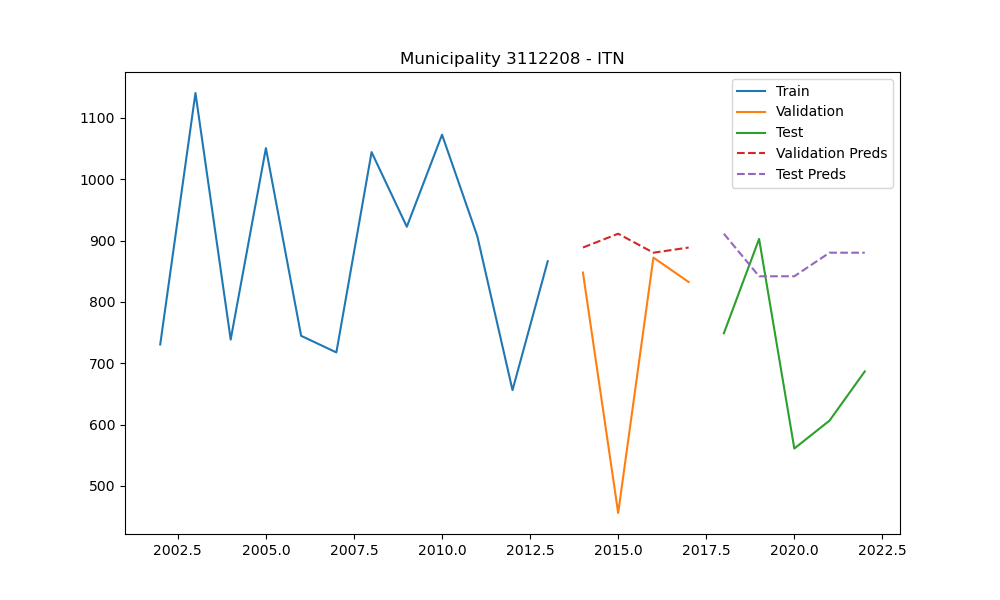 Municipality 3112208 - ITN
Train
Validation
Test
Validation Preds
Test Preds
1100
1000
900
800
700
600
500
2002.5 2005.0 2007.5 2010.0 2012.5 2015.0 2017.5 2020.0 2022.5